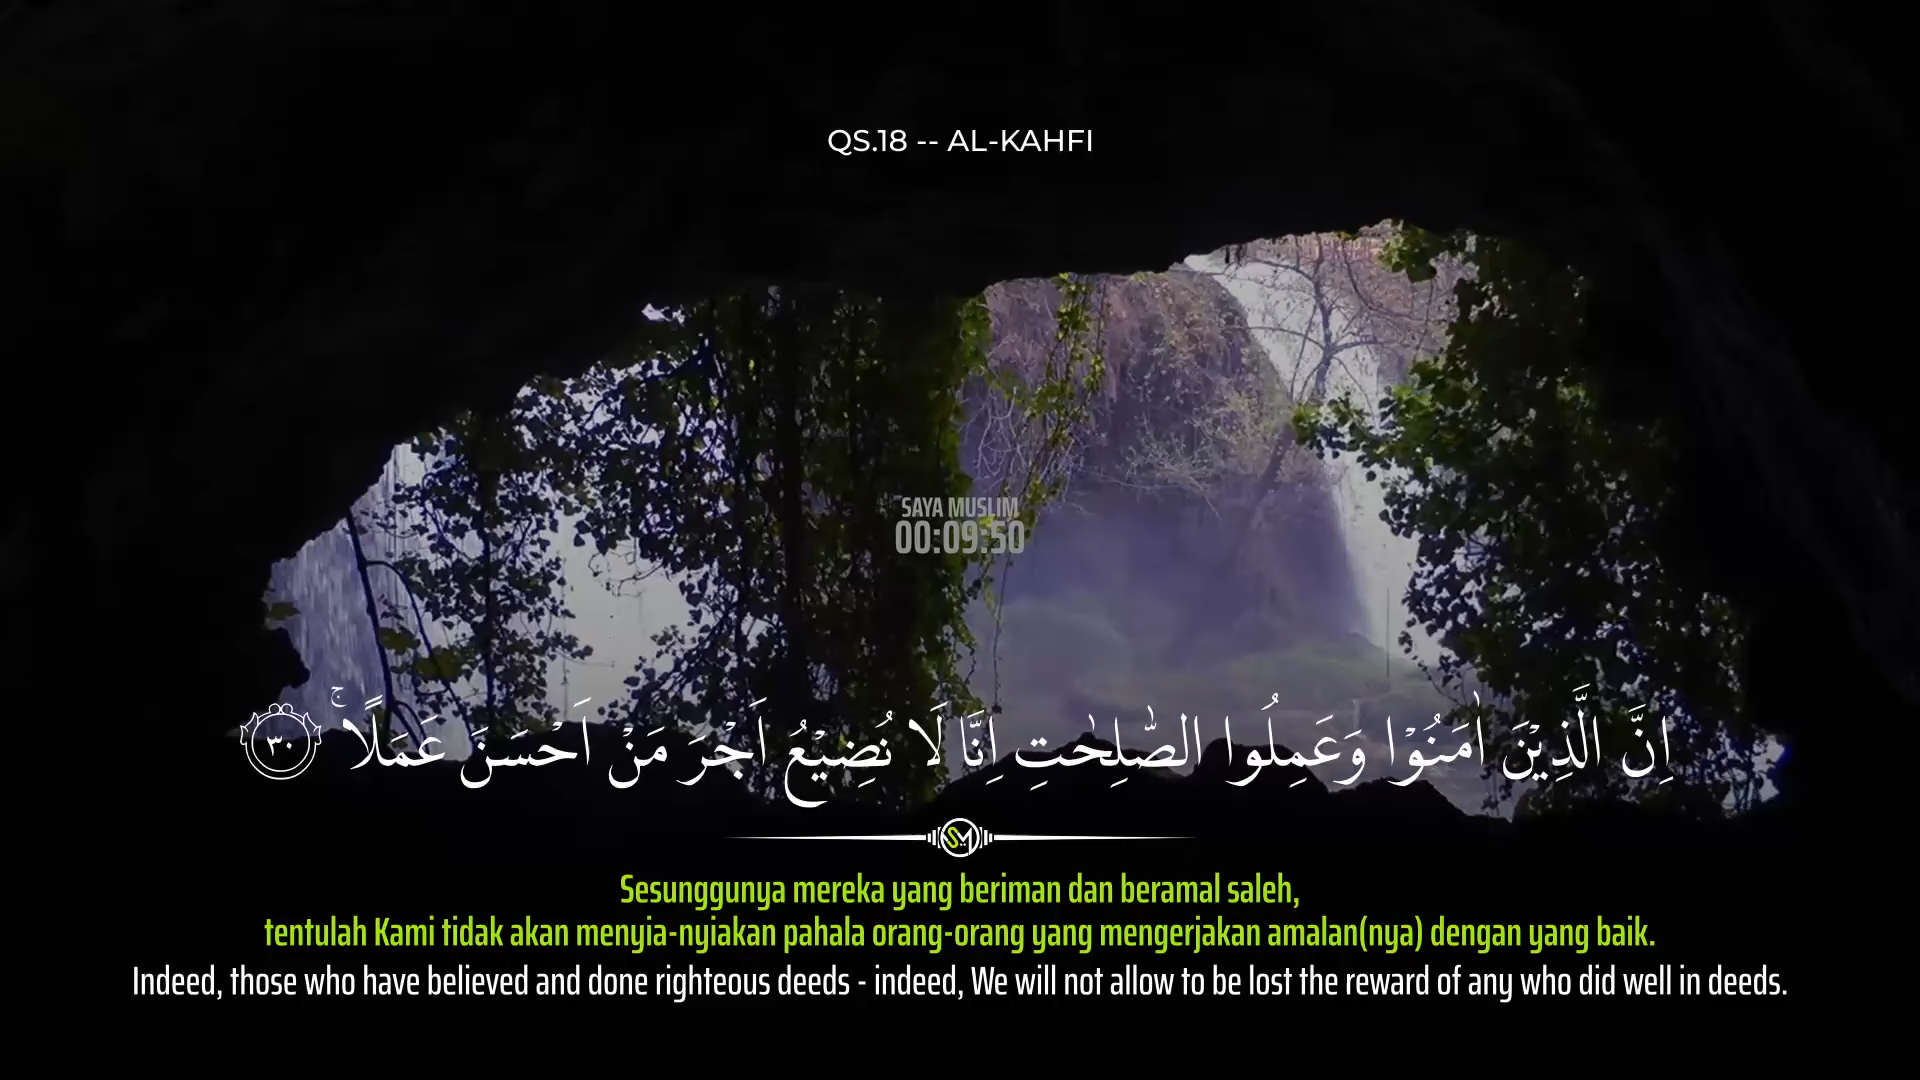 QS.18 -- AL-KAHFI
SAYA MUSLIM
00:09:50
اِنَّ الَّذِيْنَ اٰمَنُوْا وَعَمِلُوا الصّٰلِحٰتِ اِنَّا لَا نُضِيْعُ اَجْرَ مَنْ اَحْسَنَ عَمَلًاۚ ٣٠
SM
Sesunggunya mereka yang beriman dan beramal saleh,
tentulah Kami tidak akan menyia-nyiakan pahala orang-orang yang mengerjakan amalan(nya) dengan yang baik.
Indeed, those who have believed and done righteous deeds - indeed, We will not allow to be lost the reward of any who did well in deeds.